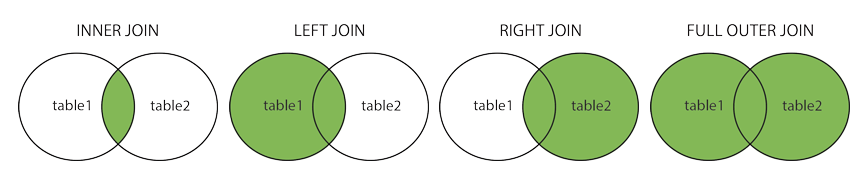 INNER JOIN
table1 table2
LEFT JOIN
table1 table2
RIGHT JOIN
table1 table2
FULL OUTER JOIN
table1 table2